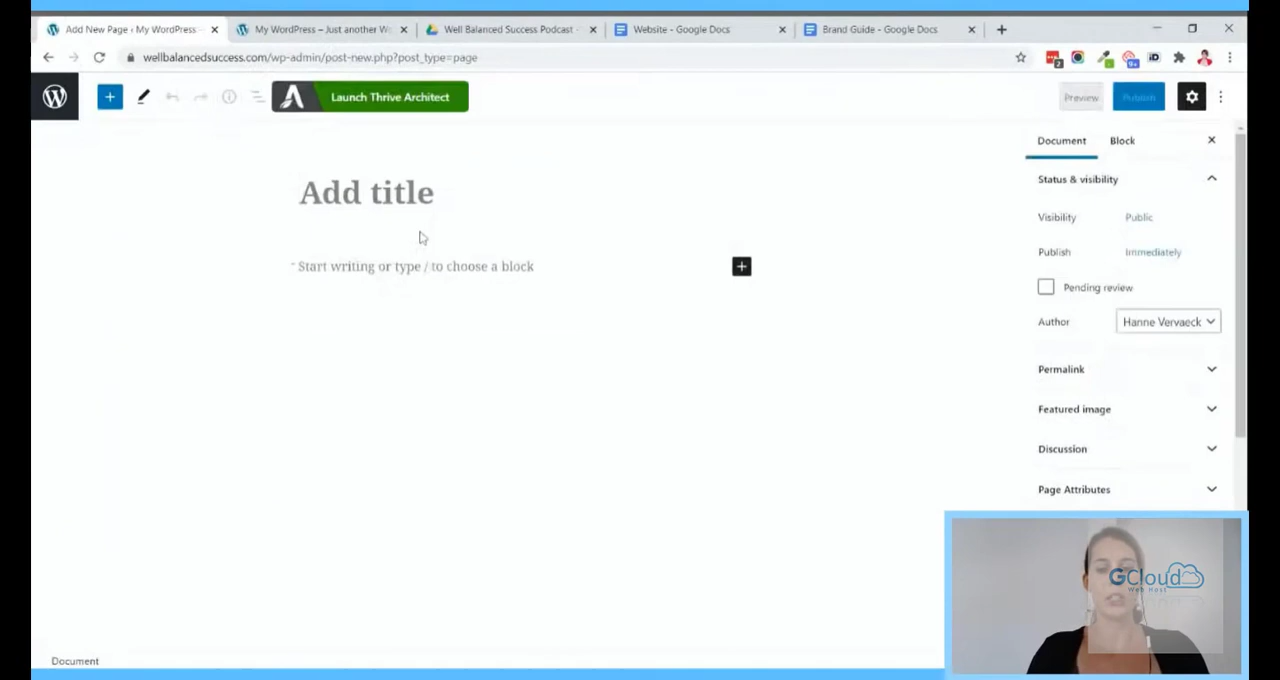 Add New Page ‹ My WordPress –
My WordPress – Just another W
Well Balanced Success Podcast -
Website - Google Docs
Brand Guide - Google Docs
wellbalancedsuccess.com/wp-admin/post-new.php?post_type=page
Launch Thrive Architect
Preview
Publish
Document
Block
Add title
Status & visibility
Visibility
Public
Start writing or type / to choose a block
Publish
Immediately
Pending review
Author
Hanne Vervaeck
Permalink
Featured image
Discussion
Page Attributes
GCloud
Web Host
Document